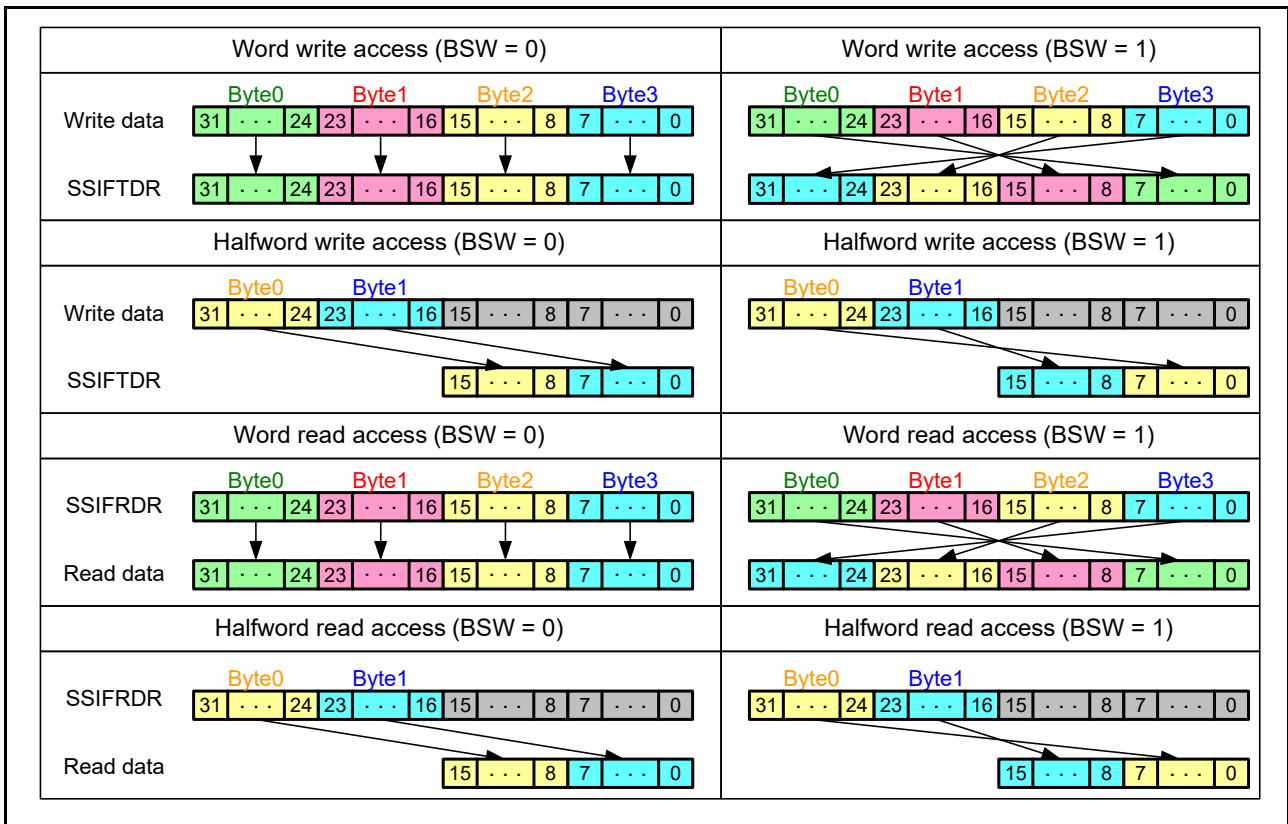 Word write access (BSW = 0)
Word write access (BSW = 1)
Byte0 Byte1 Byte2 Byte3
Byte0 Byte1 Byte2 Byte3
Write data 31 · · · 24 23 · · · 16 15 · · · 8 7 · · · 0
31 · · · 24 23 · · · 16 15 · · · 8 7 · · · 0
SSIFTDR 31 · · · 24 23 · · · 16 15 · · · 8 7 · · · 0
31 · · · 24 23 · · · 16 15 · · · 8 7 · · · 0
Halfword write access (BSW = 0)
Halfword write access (BSW = 1)
Byte0 Byte1
Byte0 Byte1
Write data 31 · · · 24 23 · · · 16 15 · · · 8 7 · · · 0
31 · · · 24 23 · · · 16 15 · · · 8 7 · · · 0
SSIFTDR 15 · · · 8 7 · · · 0
15 · · · 8 7 · · · 0
Word read access (BSW = 0)
Word read access (BSW = 1)
Byte0 Byte1 Byte2 Byte3
Byte0 Byte1 Byte2 Byte3
SSIFRDR 31 · · · 24 23 · · · 16 15 · · · 8 7 · · · 0
31 · · · 24 23 · · · 16 15 · · · 8 7 · · · 0
Read data 31 · · · 24 23 · · · 16 15 · · · 8 7 · · · 0
31 · · · 24 23 · · · 16 15 · · · 8 7 · · · 0
Halfword read access (BSW = 0)
Halfword read access (BSW = 1)
Byte0 Byte1
Byte0 Byte1
SSIFRDR 31 · · · 24 23 · · · 16 15 · · · 8 7 · · · 0
31 · · · 24 23 · · · 16 15 · · · 8 7 · · · 0
Read data 15 · · · 8 7 · · · 0
15 · · · 8 7 · · · 0